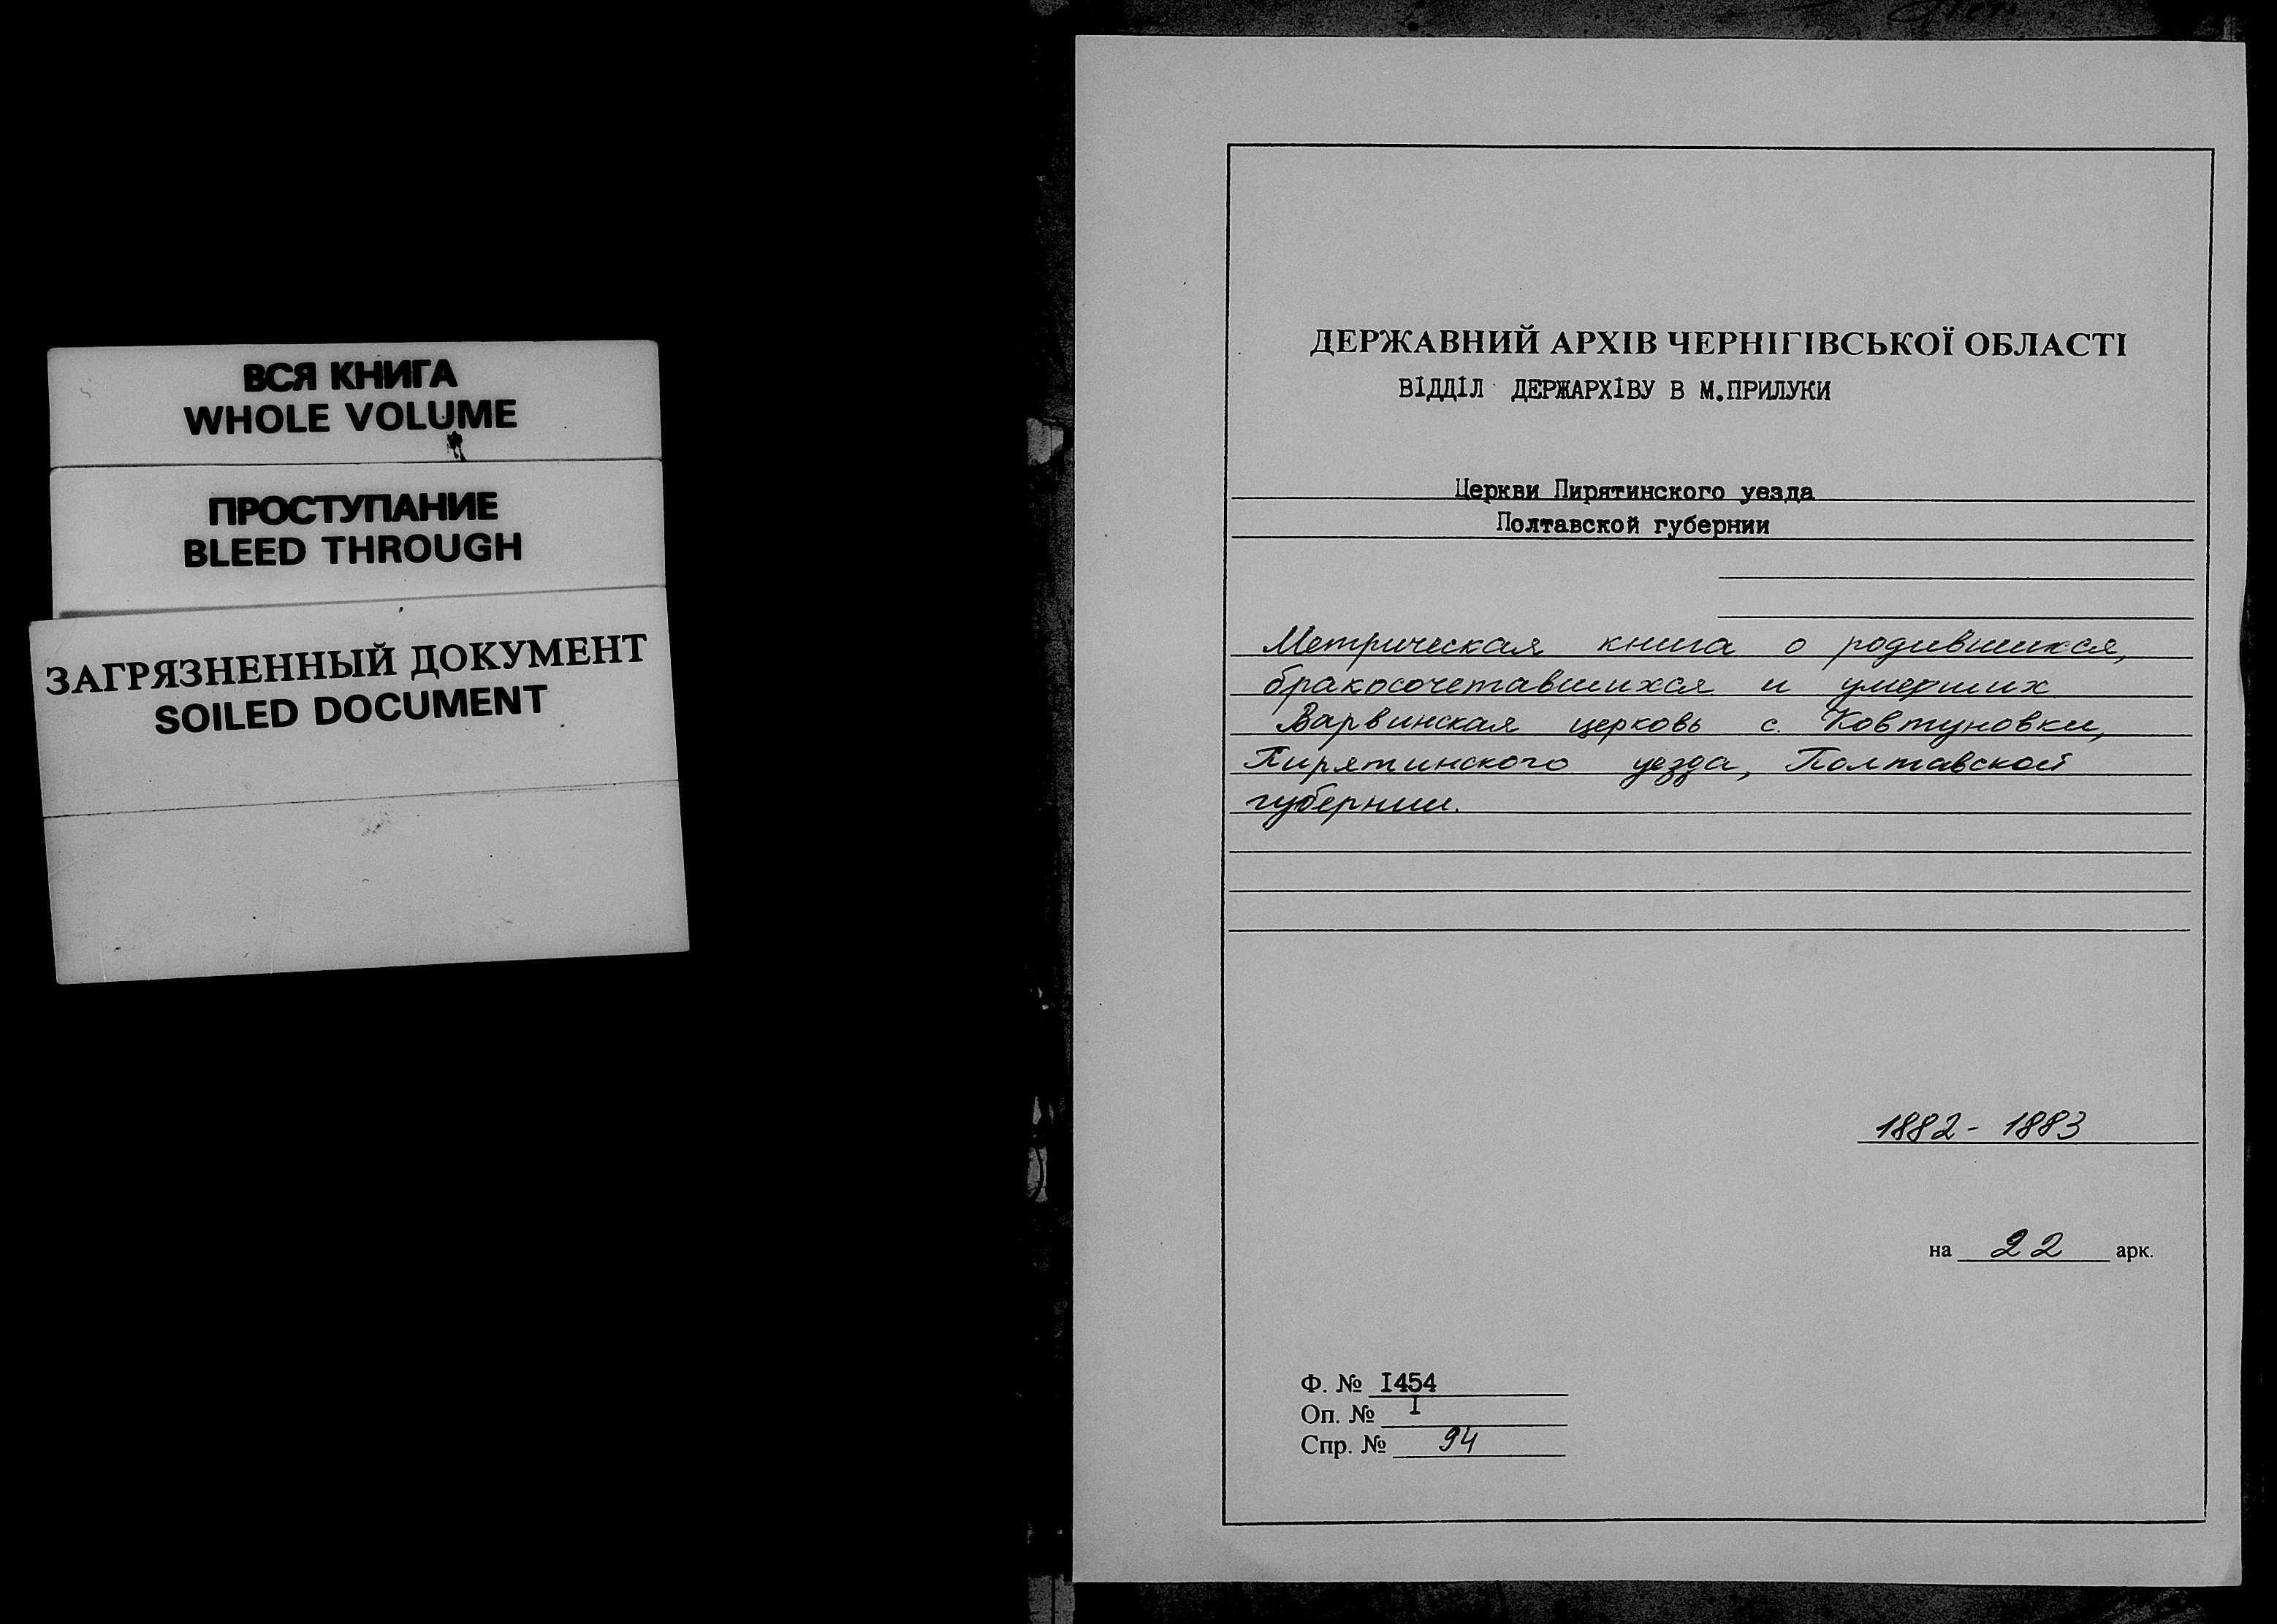 ВСЯ КНИГА
WHOLE VOLUME
ПРОСТУПАНИЕ
BLEED THROUGH
ЗАГРЯЗНЕННЫЙ ДОКУМЕНТ
SOILED DOCUMENT
ДЕРЖАВНИЙ АРХІВ ЧЕРНІГІВСЬКОЇ ОБЛАСТІ
ВІДДІЛ ДЕРЖАРХІВУ В М.ПРИЛУКИ
Церкви Пирятинского уезда
Полтавской губернии
Метрическая книга о родившихся,
бракосочетавшихся и умерших
Варвинская церковь с. Ковтуновки,
Пирятинского уезда, Полтавской
губернии.
1882 - 1883
на 22 арк.
Ф. № I454
Оп. № I
Спр. № 94